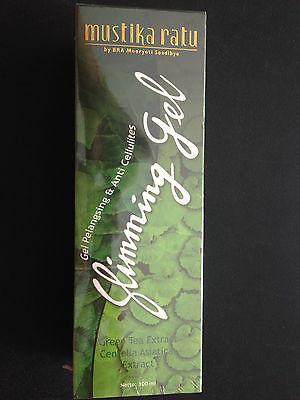 mustika ratu
by BRA Mooryati Soedibyo
Gel Pelangsing & Anti Cellulites
Slimming Gel
Green Tea Extract
Centella Asiatica
Extract
Netto: 100 ml